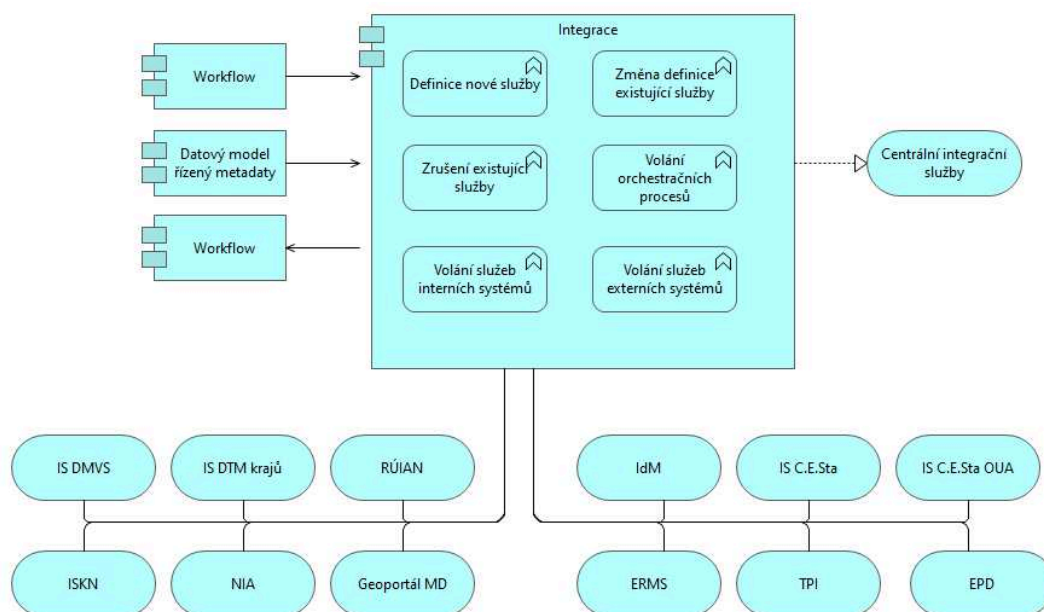 Integrace
Workflow
Definice nové služby
Změna definice
existující služby
Datový model
řízený metadaty
Zrušení existující
služby
Volání
orchestračních
procesů
Centrální integrační
služby
Workflow
Volání služeb
interních systémů
Volání služeb
externích systémů
IS DMVS
IS DTM krajů
RÚIAN
IdM
IS C.E.Sta
IS C.E.Sta OUA
ISKN
NIA
Geoportál MD
ERMS
TPI
EPD